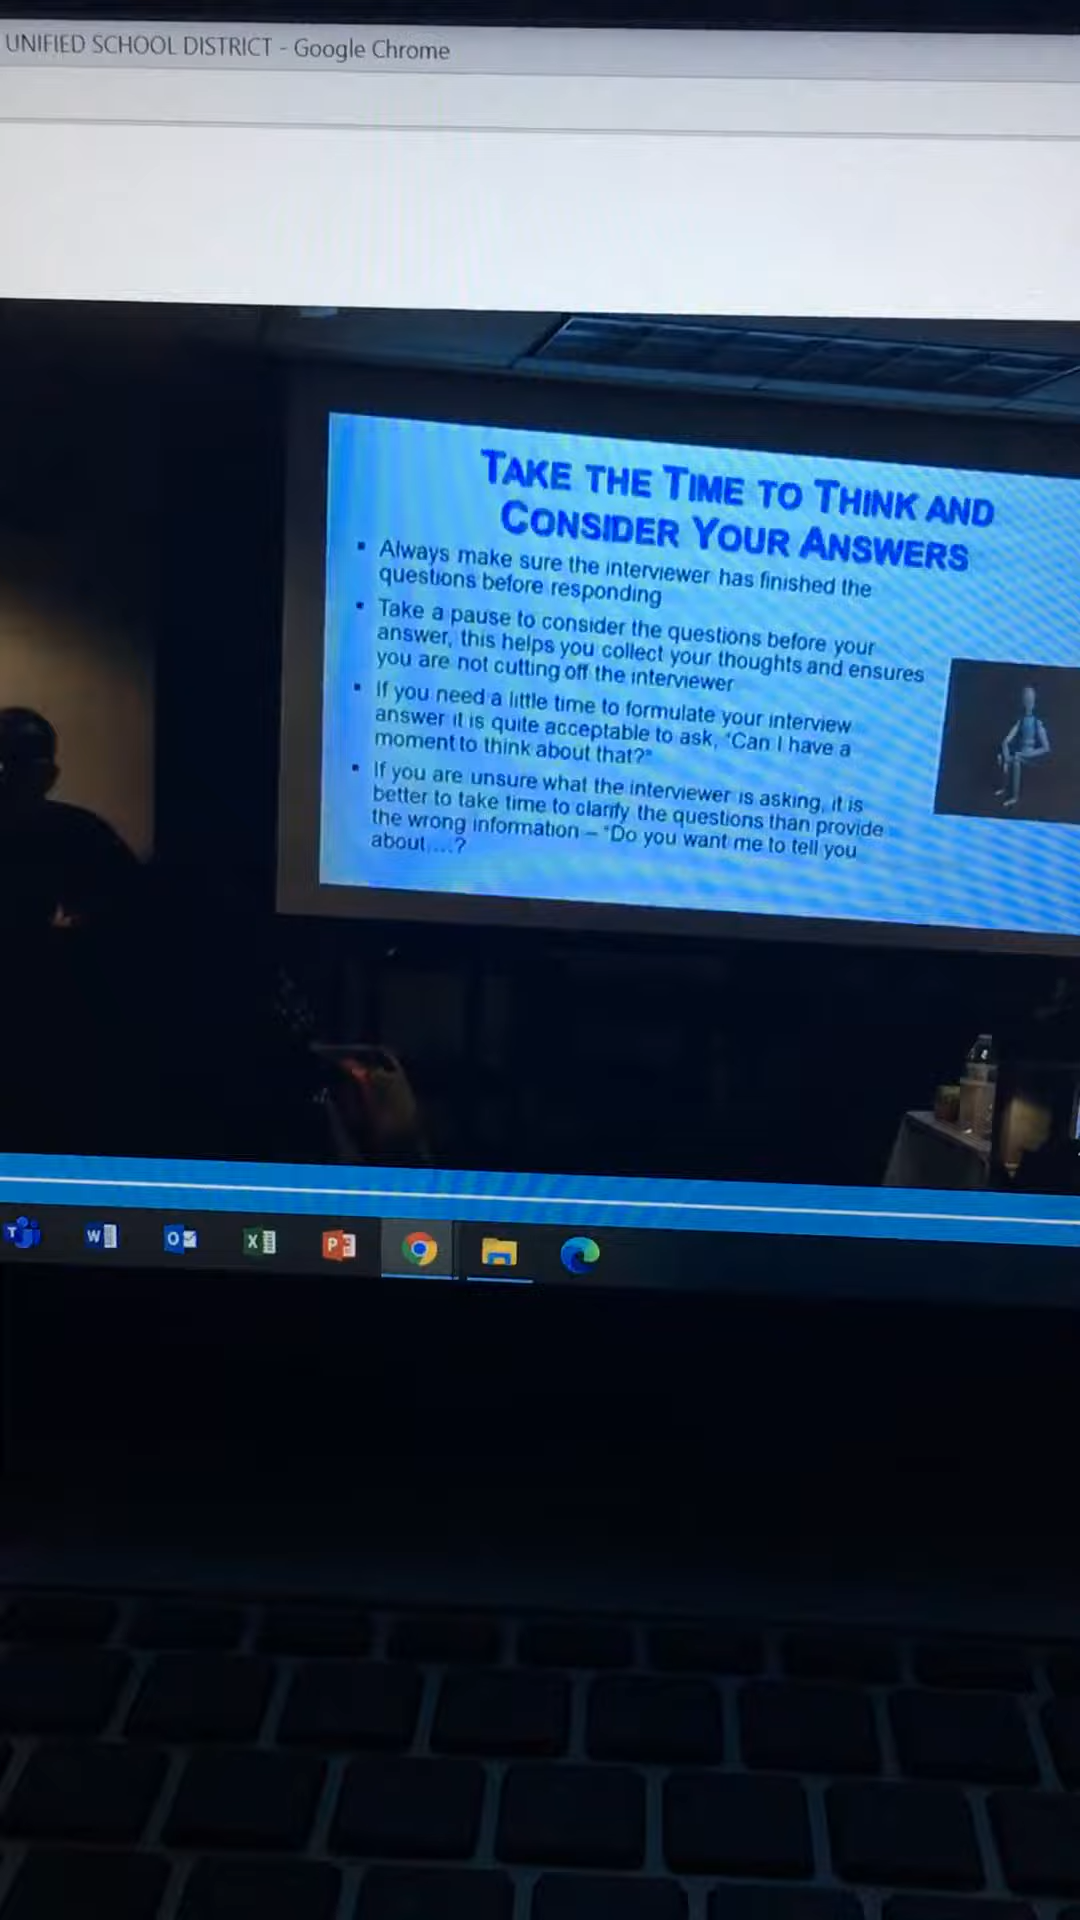 UNIFIED SCHOOL DISTRICT - Google Chrome
TAKE THE TIME TO THINK AND
CONSIDER YOUR ANSWERS
▪ Always make sure the interviewer has finished the
questions before responding
▪ Take a pause to consider the questions before your
answer, this helps you collect your thoughts and ensures
you are not cutting off the interviewer
▪ If you need a little time to formulate your interview
answer it is quite acceptable to ask, "Can I have a
moment to think about that?"
▪ If you are unsure what the interviewer is asking, it is
better to take time to clarify the questions than provide
the wrong information – "Do you want me to tell you
about....?
T W O X P